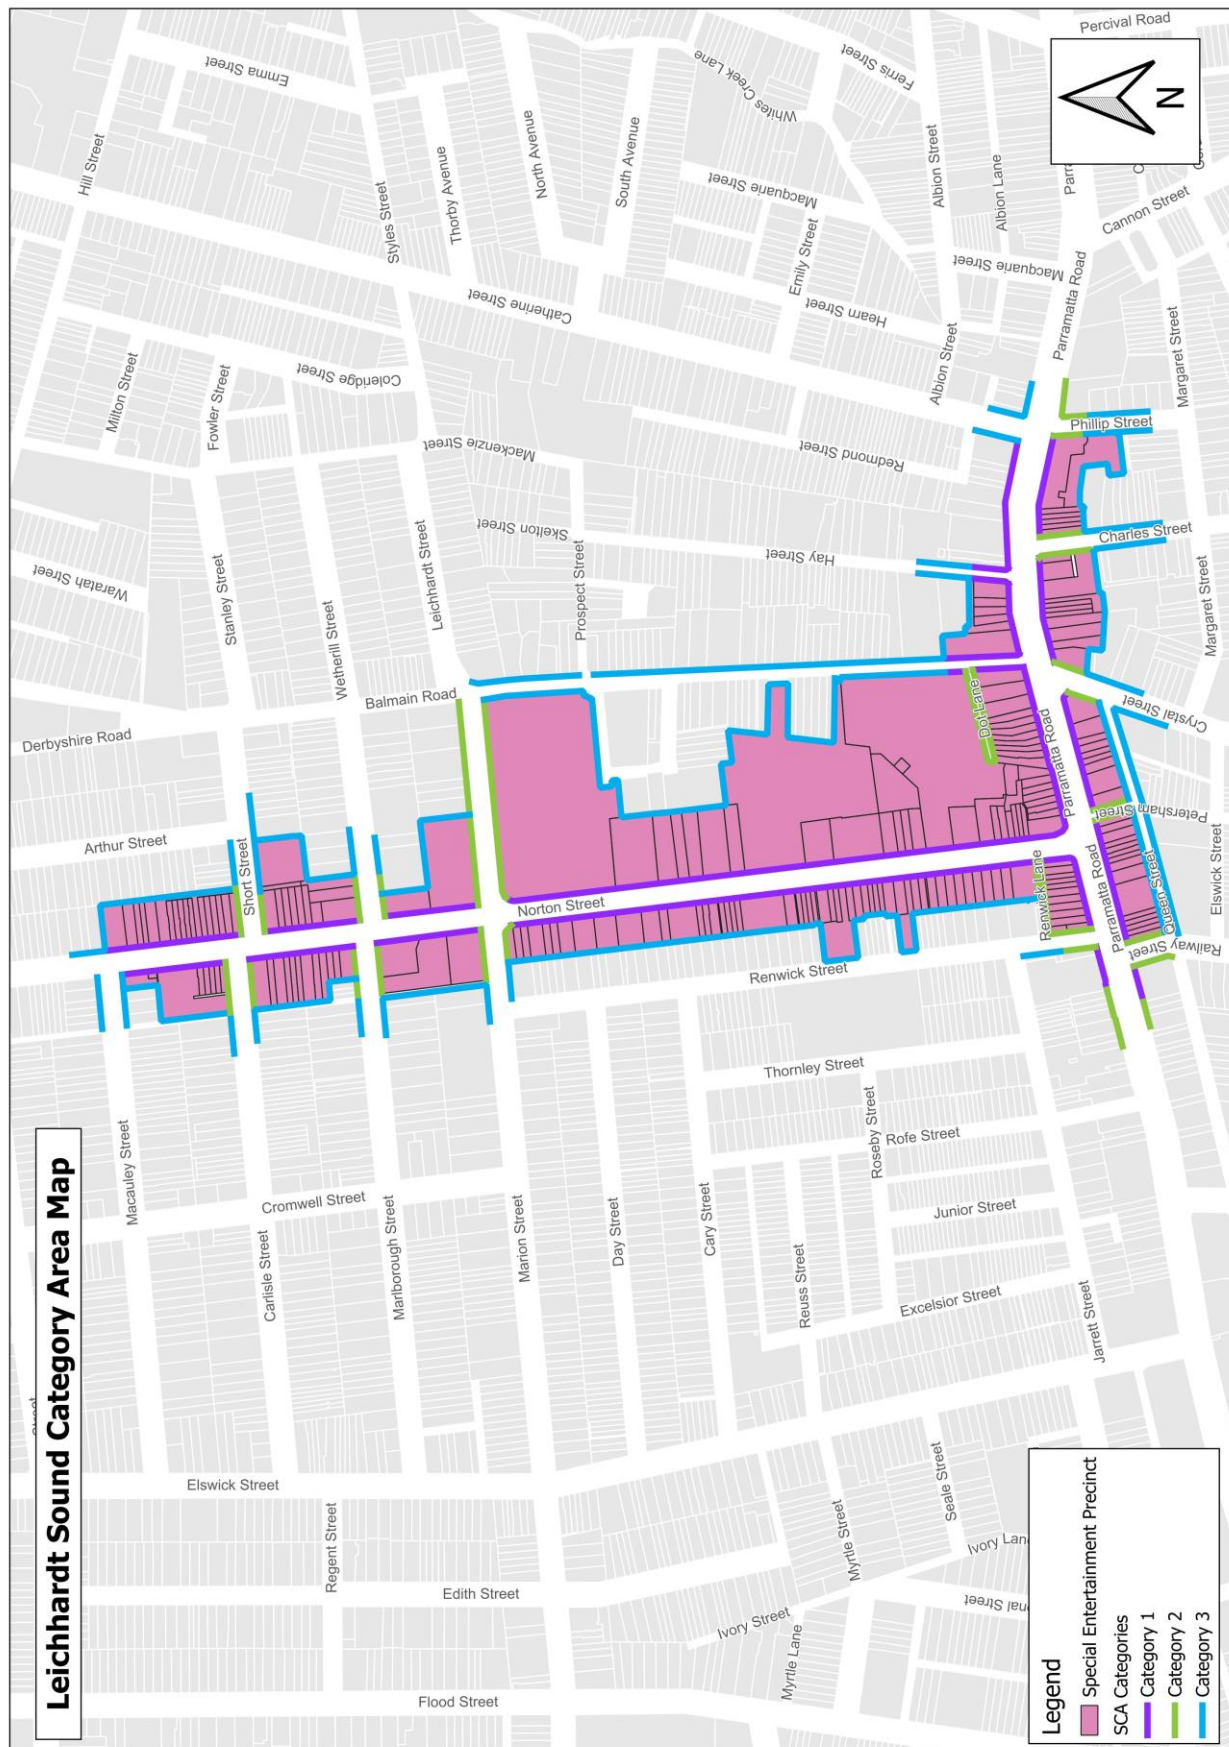 Leichhardt Sound Category Area Map
Percival Road
Emma Street
Hill Street
Ferris Street
Whites Creek Lane
North Avenue
South Avenue
Thorby Avenue
Styles Street
Albion Street
Albion Lane
Macquarie Street
Cannon Street
Macquarie Street
Parramatta Road
Emily Street
Hearn Street
Catherine Street
Coleridge Street
Milton Street
Fowler Street
Albion Street
Margaret Street
Phillip Street
Redmond Street
Mackenzie Street
Skelton Street
Leichhardt Street
Prospect Street
Hay Street
Charles Street
Margaret Street
Waratah Street
Stanley Street
Wetherill Street
Balmain Road
Derbyshire Road
Dot Lane
Crystal Street
Parramatta Road
Petersham Street
Elswick Street
Arthur Street
Short Street
Norton Street
Renwick Lane
Parramatta Road
Queen Street
Railway Street
Renwick Street
Thornley Street
Roseby Street
Rofe Street
Junior Street
Macauley Street
Cromwell Street
Carlisle Street
Marlborough Street
Marion Street
Day Street
Cary Street
Reuss Street
Excelsior Street
Jarrett Street
Street
Elswick Street
Regent Street
Edith Street
Flood Street
Myrtle Street
Seale Street
Ivory Lan
Ivory Street
Myrtle Lane
onal Street
N
Legend
Special Entertainment Precinct
SCA Categories
Category 1
Category 2
Category 3